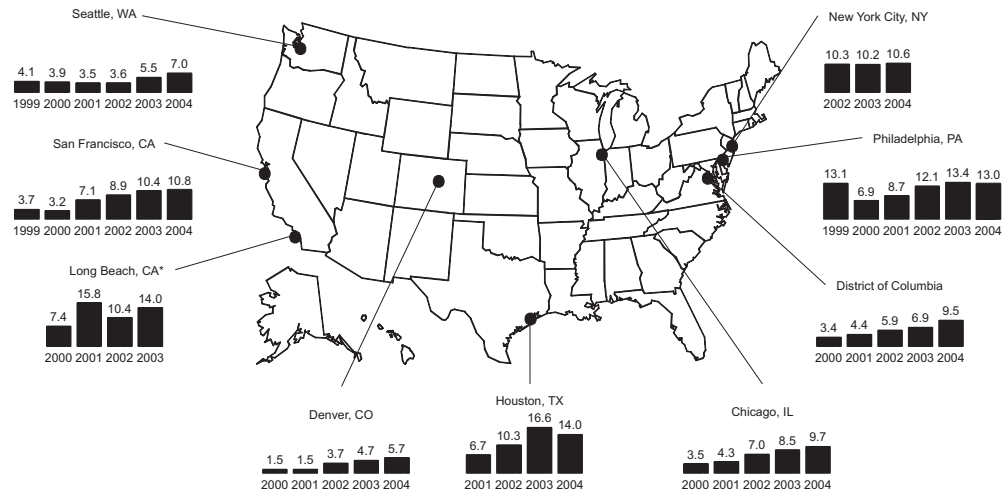 Seattle, WA
4.1 3.9 3.5 3.6 5.5 7.0
1999 2000 2001 2002 2003 2004
San Francisco, CA
3.7 3.2 7.1 8.9 10.4 10.8
1999 2000 2001 2002 2003 2004
Long Beach, CA*
7.4 15.8 10.4 14.0
2000 2001 2002 2003
Denver, CO
1.5 1.5 3.7 4.7 5.7
2000 2001 2002 2003 2004
Houston, TX
6.7 10.3 16.6 14.0
2001 2002 2003 2004
Chicago, IL
3.5 4.3 7.0 8.5 9.7
2000 2001 2002 2003 2004
New York City, NY
10.3 10.2 10.6
2002 2003 2004
Philadelphia, PA
13.1 6.9 8.7 12.1 13.4 13.0
1999 2000 2001 2002 2003 2004
District of Columbia
3.4 4.4 5.9 6.9 9.5
2000 2001 2002 2003 2004